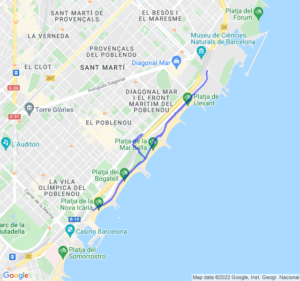 SANT MARTÍ DE
PROVENÇALS
EL BESÒS I
EL MARESME
Platja del
Fòrum
LA VERNEDA
Museu de Ciències
Naturals de Barcelona
EL CLOT
SANT MARTÍ
Diagonal Mar
Avinguda Diagonal
DIAGONAL MAR
I EL FRONT
MARÍTIM DEL
POBLENOU
Platja de
Llevant
Torre Glòries
EL POBLENOU
L'Auditori
Platja de la
Mar Bella
Platja del
Bogatell
LA VILA
OLÍMPICA DEL
POBLENOU
Platja de la
Nova Icària
B-10
Parc de la
Ciutadella
Casino Barcelona
Platja del
Somorrostro
Google
Map data ©2022 Google, Inst. Geogr. Nacional